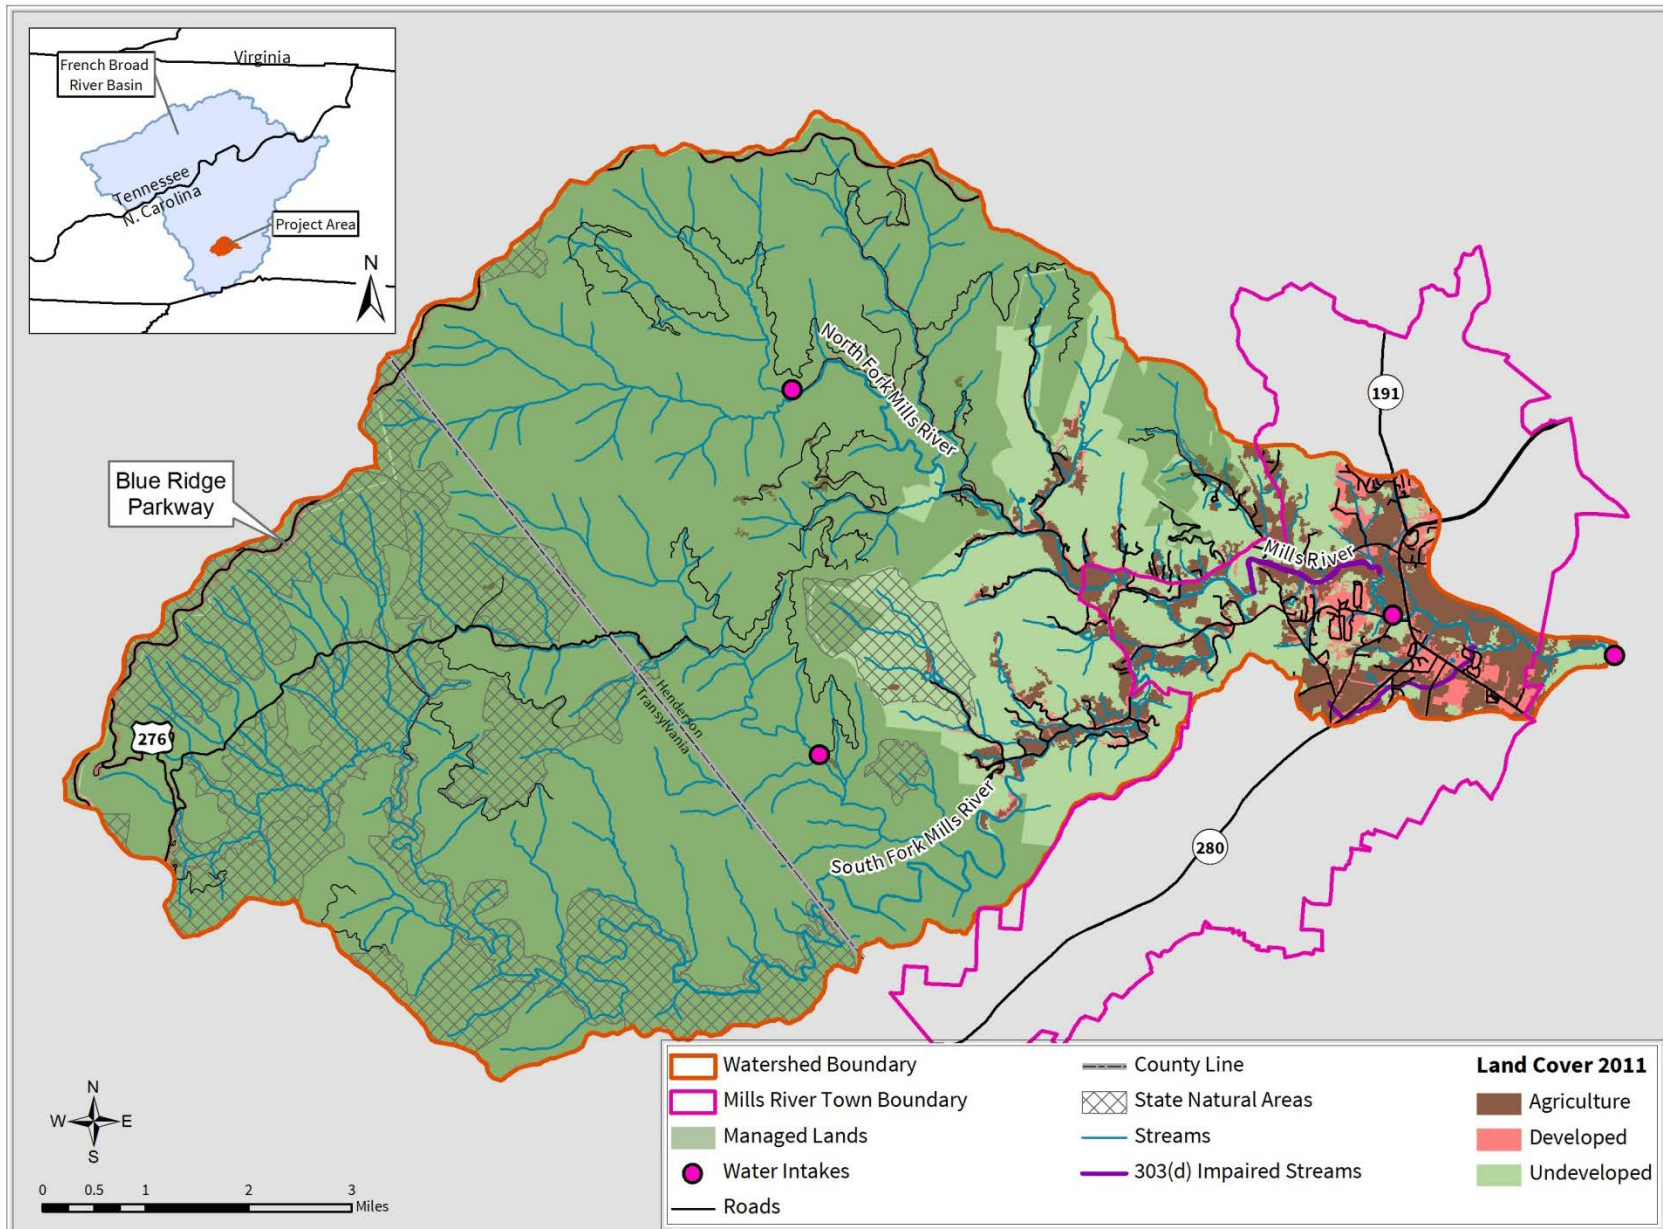 Virginia
French Broad
River Basin
Tennessee
N. Carolina
Project Area
N
North Fork Mills River
191
Blue Ridge
Parkway
Mills River
Henderson
Transylvania
276
South Fork Mills River
280
N
W E
S
0 0.5 1 2 3
Miles
Watershed Boundary
Mills River Town Boundary
Managed Lands
Water Intakes
Roads
County Line
State Natural Areas
Streams
303(d) Impaired Streams
Land Cover 2011
Agriculture
Developed
Undeveloped